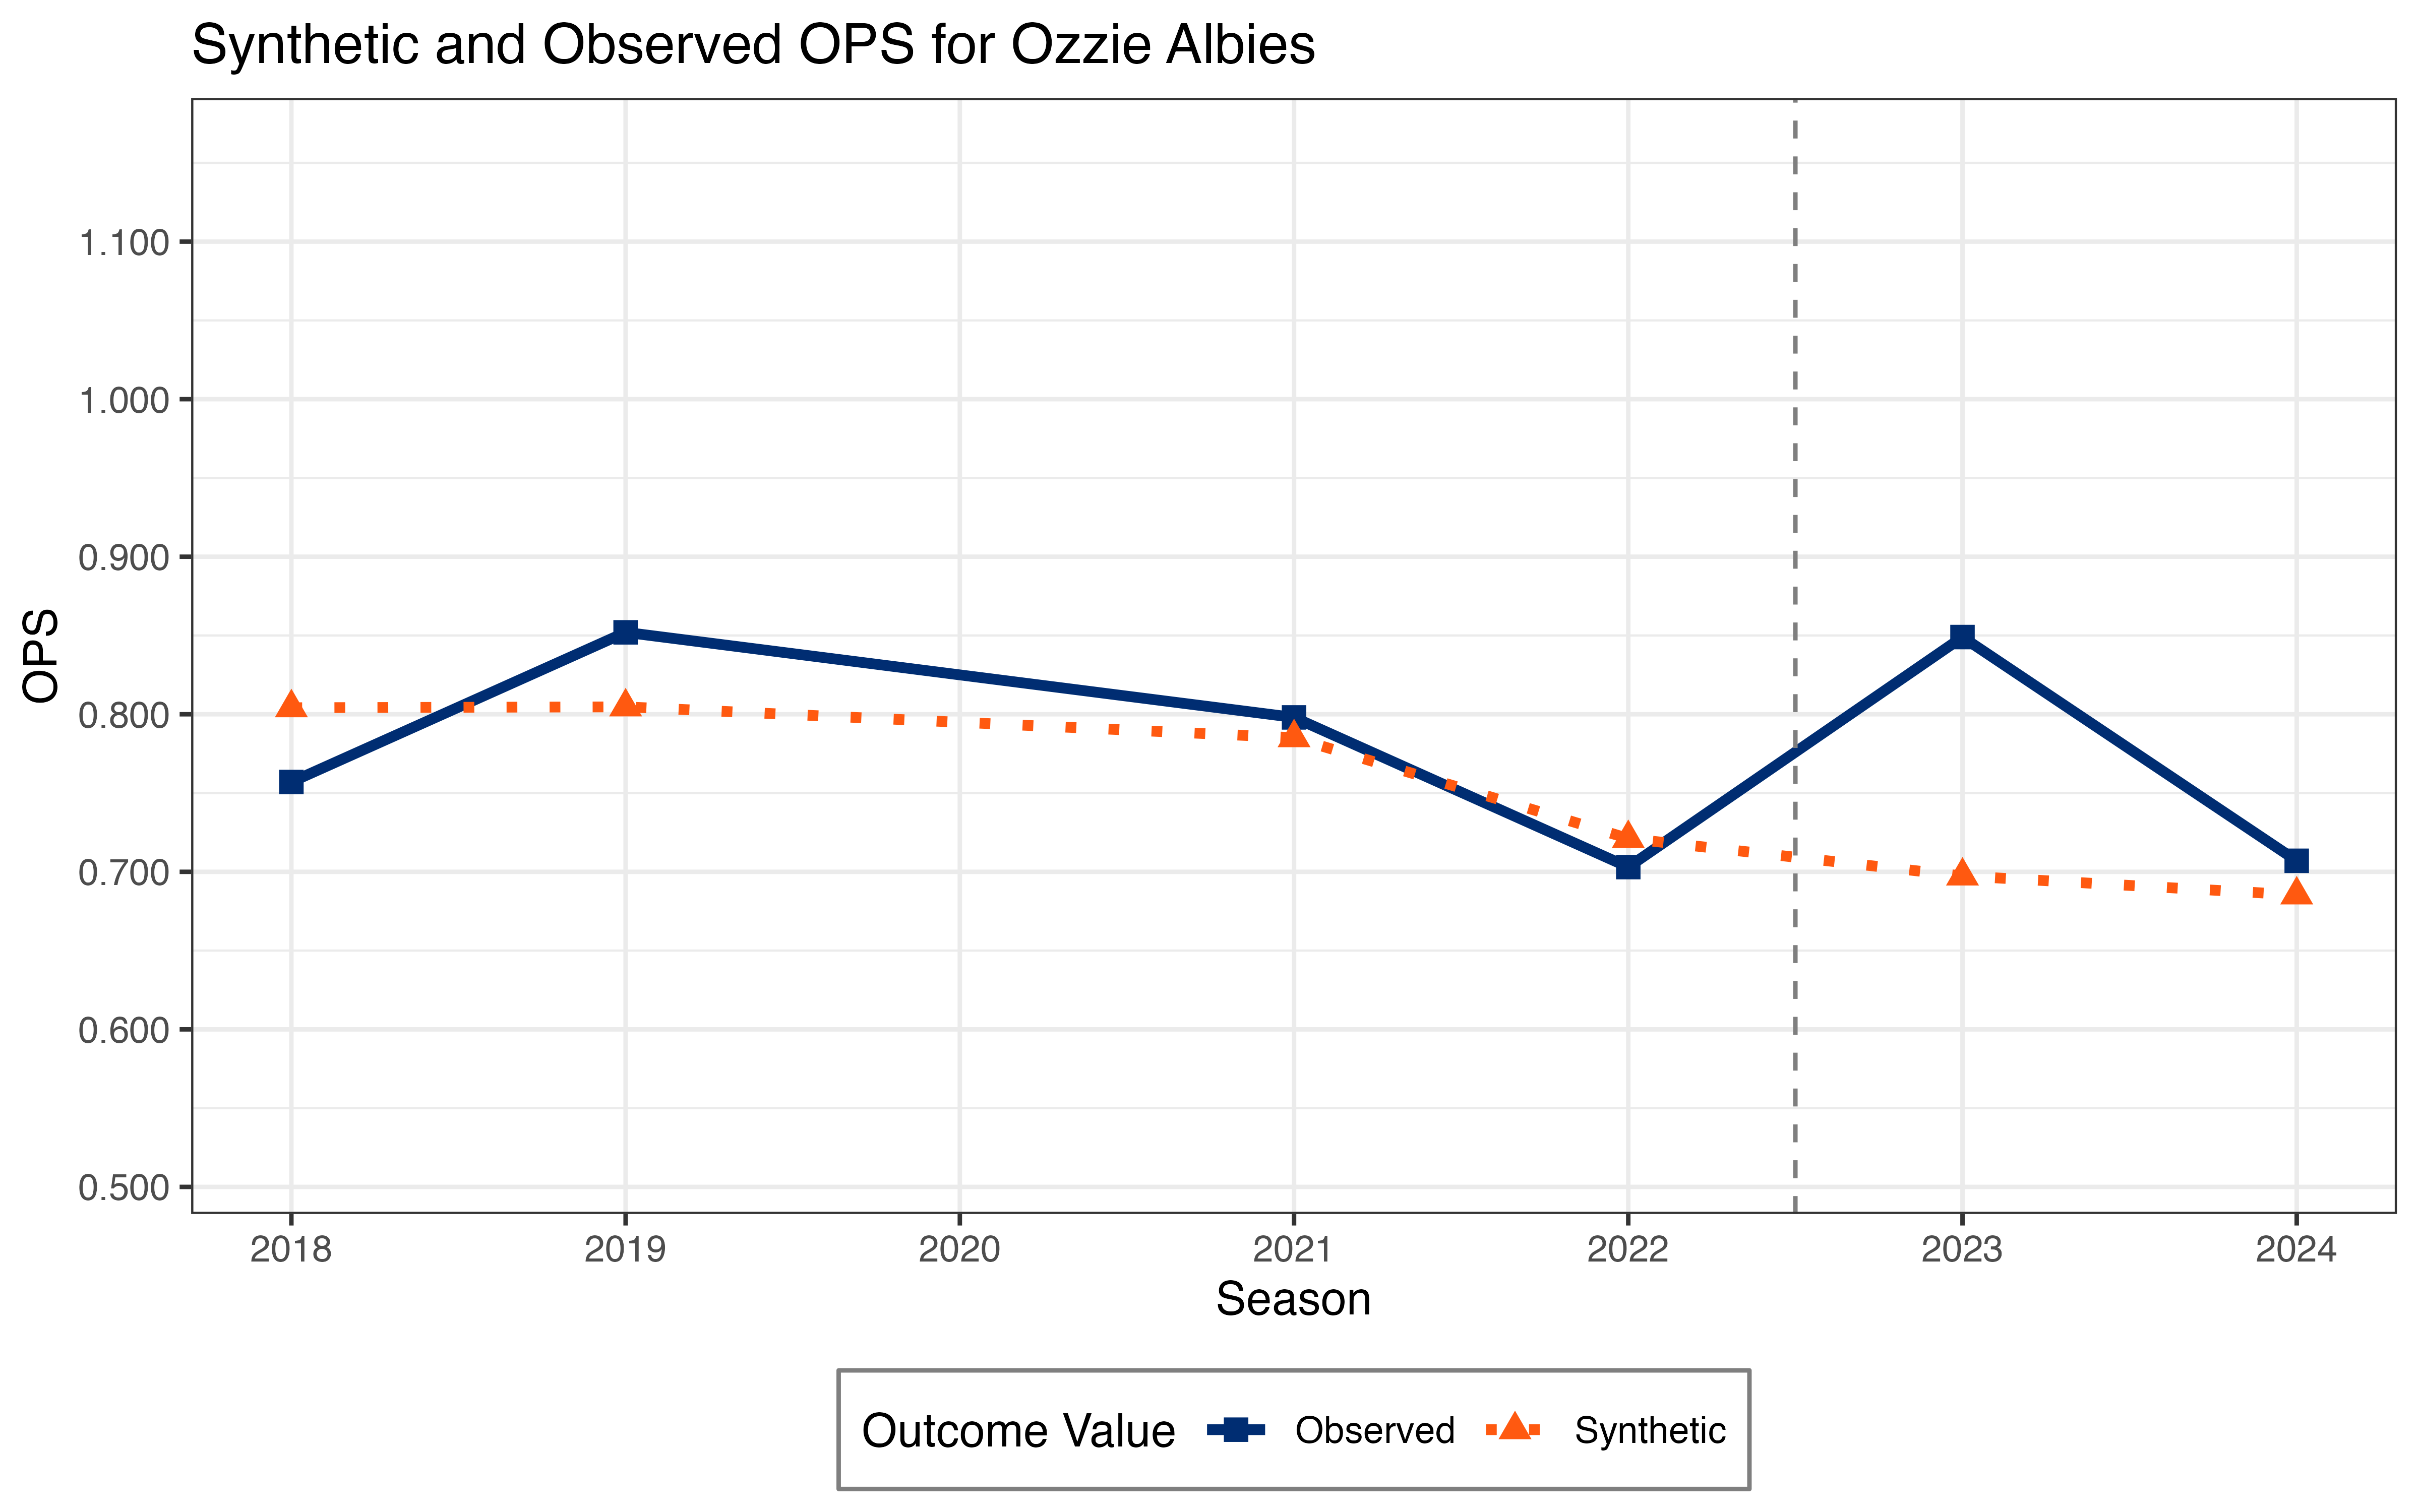 Synthetic and Observed OPS for Ozzie Albies
OPS
1.100
1.000
0.900
0.800
0.700
0.600
0.500
2018 2019 2020 2021 2022 2023 2024
Season
Outcome Value Observed Synthetic